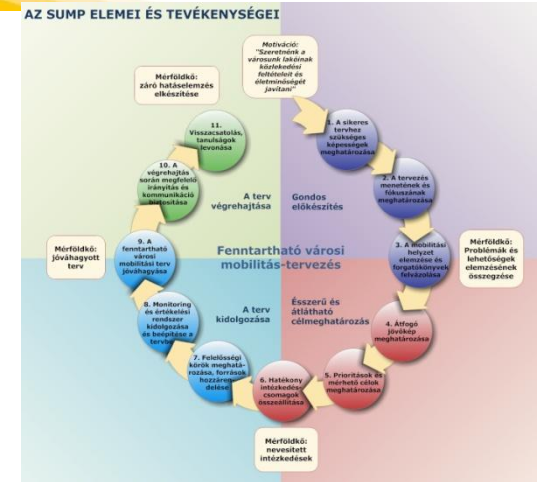 AZ SUMP ELEMEI ÉS TEVÉKENYSÉGEI
Motiváció:
"Szeretnénk a
városunk lakóinak
közlekedési
feltételeit és
életminőségét
javítani"
1. A sikeres
tervhez
szükséges
képességek
meghatározása
2. A tervezés
menetének és
fókuszának
meghatározása
3. A mobilitási
helyzet
elemzése és
forgatókönyvek
felvázolása
Mérföldkő:
Problémák és
lehetőségek
elemzésének
összegzése
Gondos
előkészítés
4. Átfogó
jövőkép
meghatározása
5. Prioritások és
mérhető célok
meghatározása
6. Hatékony
intézkedés-
csomagok
összeállítása
Ésszerű és
átlátható
célmeghatározás
Mérföldkő:
nevesített
intézkedések
7. Felelősségi
körök meghatá-
rozása, források
hozzáren-
delése
8. Monitoring
és értékelési
rendszer
kidolgozása
és beépítése a
tervbe
9. A
fenntartható
városi
mobilitási terv
jóváhagyása
A terv
kidolgozása
Mérföldkő:
jóváhagyott
terv
10. A
végrehajtás
során megfelelő
irányítás és
kommunikáció
biztosítása
11.
Visszacsatolás,
tanulságok
levonása
A terv
végrehajtása
Mérföldkő:
záró hatáselemzés
elkészítése
Fenntartható városi
mobilitás-tervezés